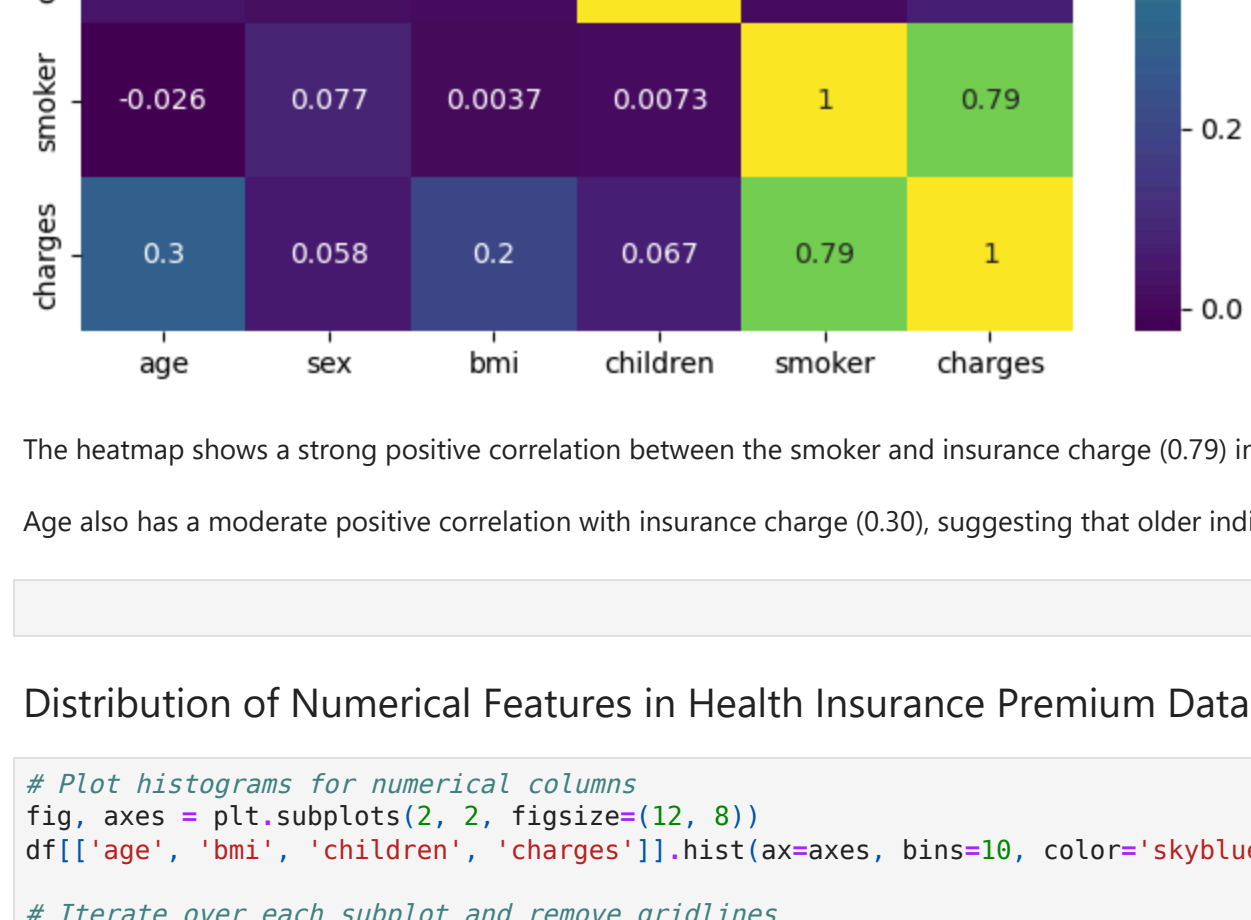 smoker
-0.026 0.077 0.0037 0.0073 1 0.79
0.2
charges
0.3 0.058 0.2 0.067 0.79 1
0.0
age sex bmi children smoker charges
The heatmap shows a strong positive correlation between the smoker and insurance charge (0.79)
Age also has a moderate positive correlation with insurance charge (0.30), suggesting that older
Distribution of Numerical Features in Health Insurance Premium Data
# Plot histograms for numerical columns
fig, axes = plt.subplots(2, 2, figsize=(12, 8))
df[['age', 'bmi', 'children', 'charges']].hist(ax=axes, bins=10, color='skyblue
# Iterate over each subplot and remove gridlines